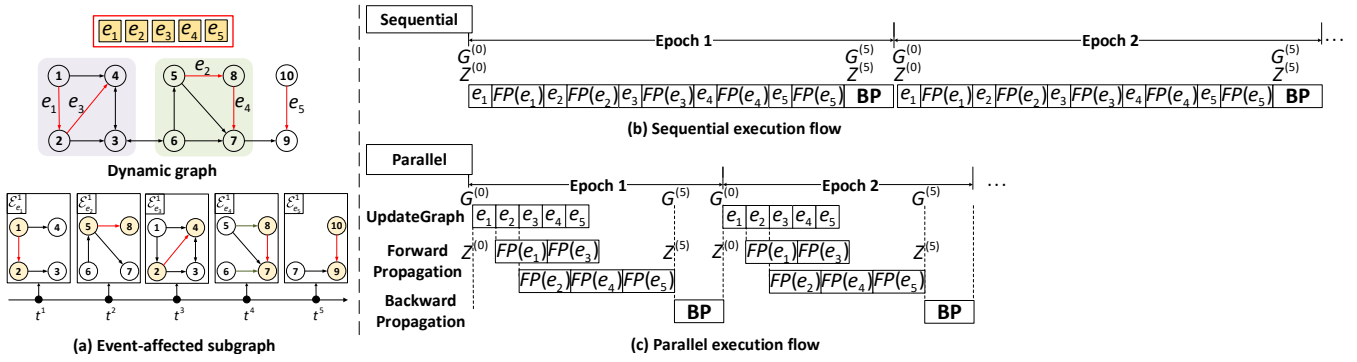 e₁ e₂ e₃ e₄ e₅
1 4 5 e₂ 8 10
e₁ e₃ e₄ e₅
2 3 6 7 9
Dynamic graph
ℰ¹ₑ₁ ℰ¹ₑ₂ ℰ¹ₑ₃ ℰ¹ₑ₄ ℰ¹ₑ₅
1 4 5 8 1 4 5 8 10
2 3 6 7 2 3 6 7 7 9
t¹ t² t³ t⁴ t⁵
(a) Event-affected subgraph
Sequential
Epoch 1 Epoch 2 ...
G⁽⁰⁾ G⁽⁵⁾ G⁽⁰⁾ G⁽⁵⁾
Z⁽⁰⁾ Z⁽⁵⁾ Z⁽⁰⁾ Z⁽⁵⁾
e₁ FP(e₁) e₂ FP(e₂) e₃ FP(e₃) e₄ FP(e₄) e₅ FP(e₅) BP e₁ FP(e₁) e₂ FP(e₂) e₃ FP(e₃) e₄ FP(e₄) e₅ FP(e₅) BP
(b) Sequential execution flow
Parallel
Epoch 1 Epoch 2 ...
G⁽⁰⁾ G⁽⁵⁾ G⁽⁰⁾ G⁽⁵⁾
UpdateGraph e₁ e₂ e₃ e₄ e₅ e₁ e₂ e₃ e₄ e₅
Forward Propagation Z⁽⁰⁾ FP(e₁) FP(e₃) Z⁽⁵⁾ Z⁽⁰⁾ FP(e₁) FP(e₃) Z⁽⁵⁾
FP(e₂) FP(e₄) FP(e₅) FP(e₂) FP(e₄) FP(e₅)
Backward Propagation BP BP
(c) Parallel execution flow